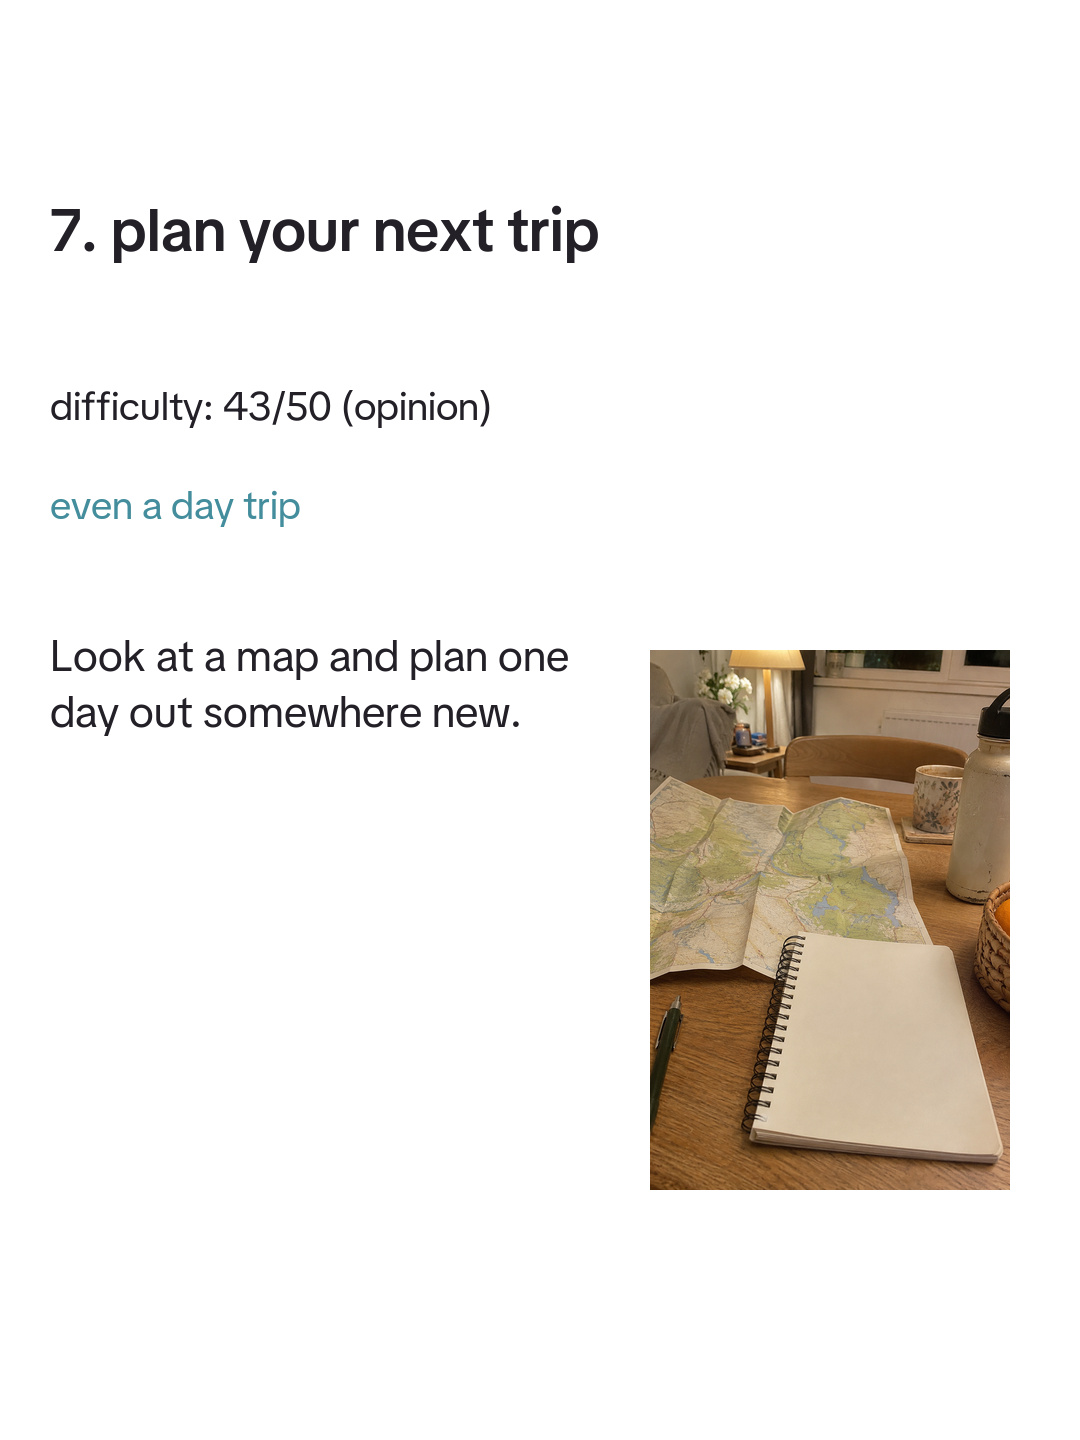 7. plan your next trip
difficulty: 43/50 (opinion)
even a day trip
Look at a map and plan one
day out somewhere new.